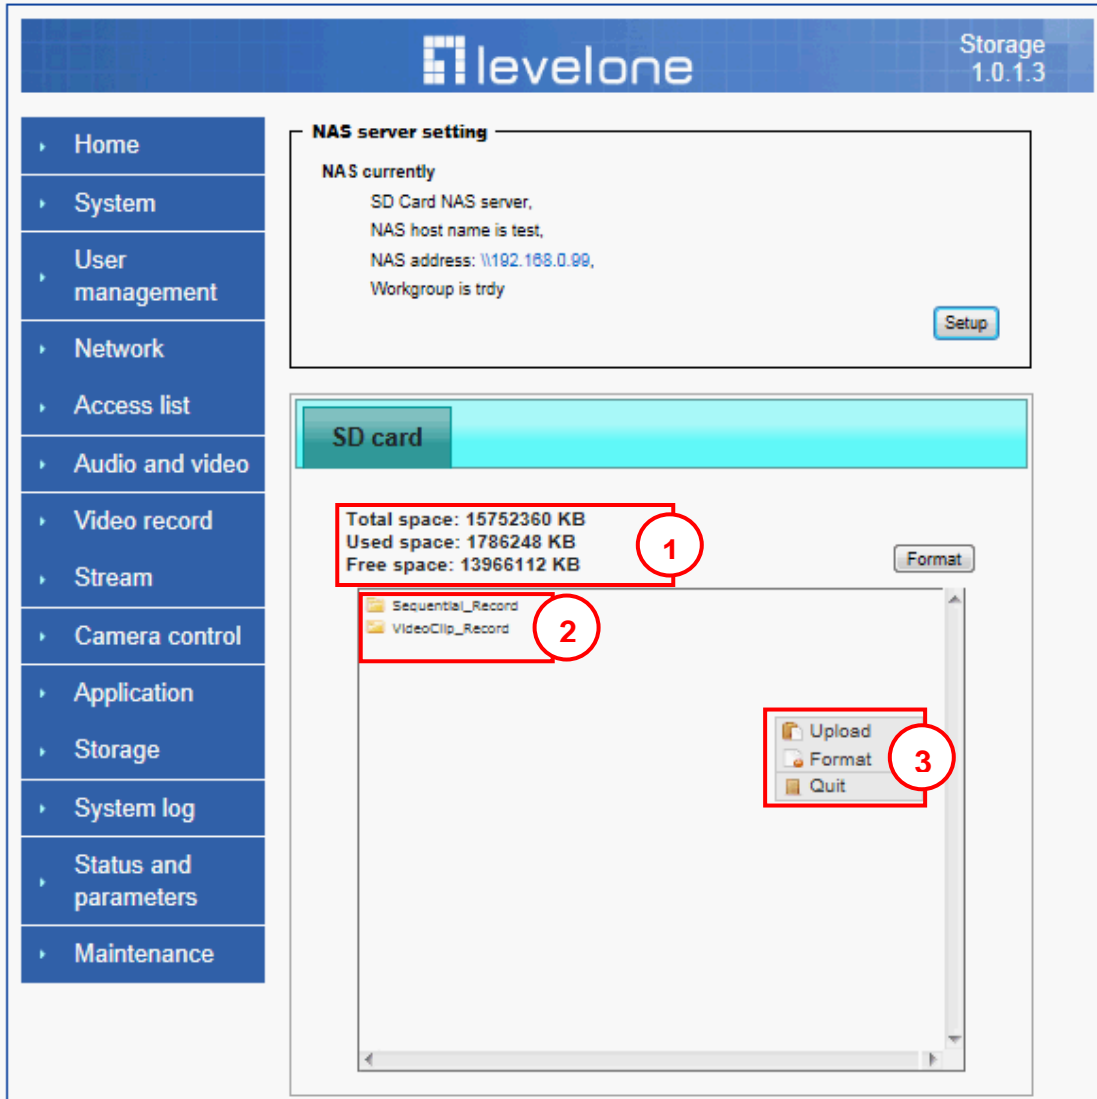 levelone
Storage
1.0.1.3
Home
System
User
management
Network
Access list
Audio and video
Video record
Stream
Camera control
Application
Storage
System log
Status and
parameters
Maintenance
NAS server setting
NAS currently
SD Card NAS server,
NAS host name is test,
NAS address: \\192.168.0.99,
Workgroup is trdy
Setup
SD card
Total space: 15752360 KB
Used space: 1786248 KB
Free space: 13966112 KB
1
Format
Sequential_Record
VideoClip_Record
2
Upload
Format
Quit
3